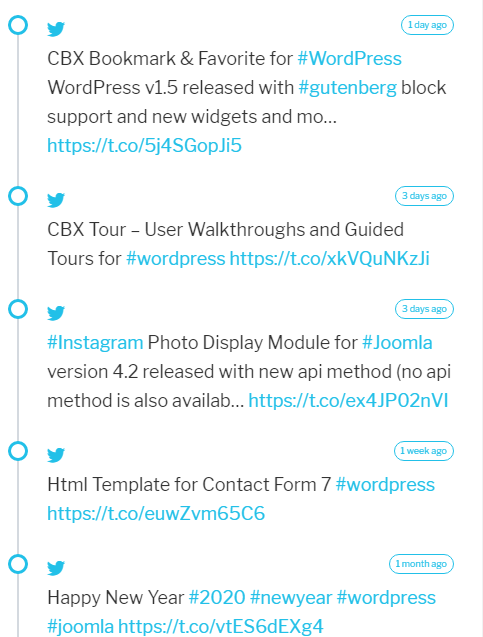 1 day ago
CBX Bookmark & Favorite for #WordPress
WordPress v1.5 released with #gutenberg block
support and new widgets and mo...
https://t.co/5j4SGopJi5
3 days ago
CBX Tour – User Walkthroughs and Guided
Tours for #wordpress https://t.co/xkVQuNKzJi
3 days ago
#Instagram Photo Display Module for #Joomla
version 4.2 released with new api method (no api
method is also availab... https://t.co/ex4JP02nVI
1 week ago
Html Template for Contact Form 7 #wordpress
https://t.co/euwZvm65C6
1 month ago
Happy New Year #2020 #newyear #wordpress
#joomla https://t.co/vtES6dEXg4